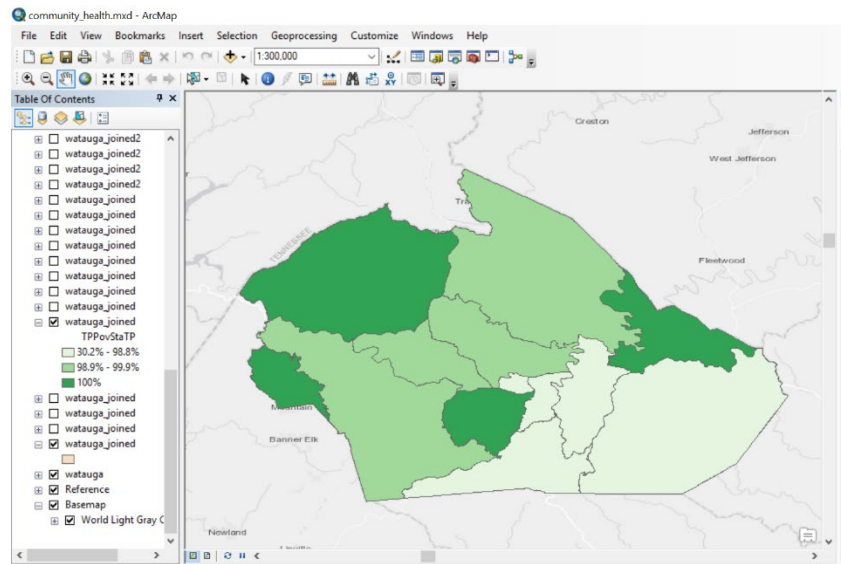 community_health.mxd - ArcMap
File Edit View Bookmarks Insert Selection Geoprocessing Customize Windows Help
1:300,000
Table Of Contents
watauga_joined2
watauga_joined2
watauga_joined2
watauga_joined2
watauga_joined
watauga_joined
watauga_joined
watauga_joined
watauga_joined
watauga_joined
watauga_joined
watauga_joined
watauga_joined
TPPovStaTP
30.2% - 98.8%
98.9% - 99.9%
100%
watauga_joined
watauga_joined
watauga_joined
watauga_joined
watauga
Reference
Basemap
World Light Gray C
Creston
Jefferson
West Jefferson
Tra
TENNESSEE
Fleetwood
Mountain
Banner Elk
Newland